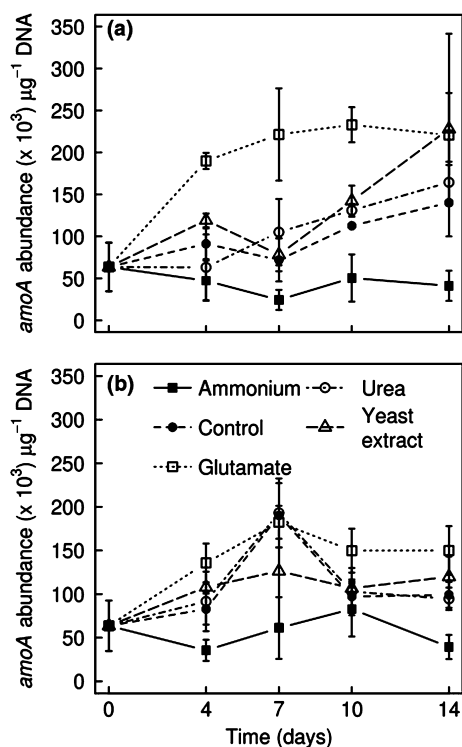 (a)
amoA abundance (x 10³) µg⁻¹ DNA
350
300
250
200
150
100
50
0
(b)
amoA abundance (x 10³) µg⁻¹ DNA
350
300
250
200
150
100
50
0
Ammonium
Control
Glutamate
Urea
Yeast
extract
0 4 7 10 14
Time (days)